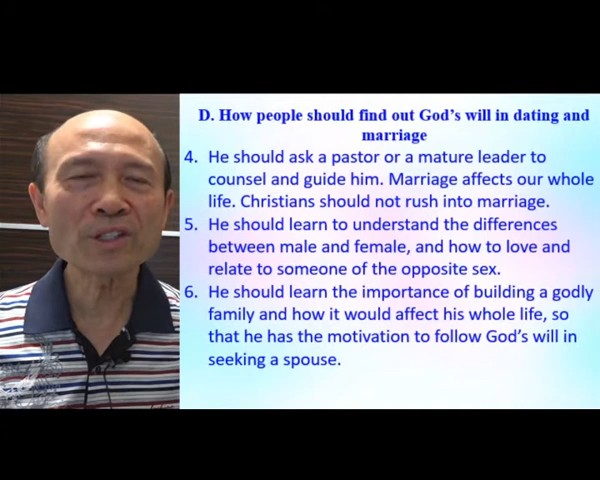 D. How people should find out God's will in dating and
marriage
4. He should ask a pastor or a mature leader to
counsel and guide him. Marriage affects our whole
life. Christians should not rush into marriage.
5. He should learn to understand the differences
between male and female, and how to love and
relate to someone of the opposite sex.
6. He should learn the importance of building a godly
family and how it would affect his whole life, so
that he has the motivation to follow God's will in
seeking a spouse.